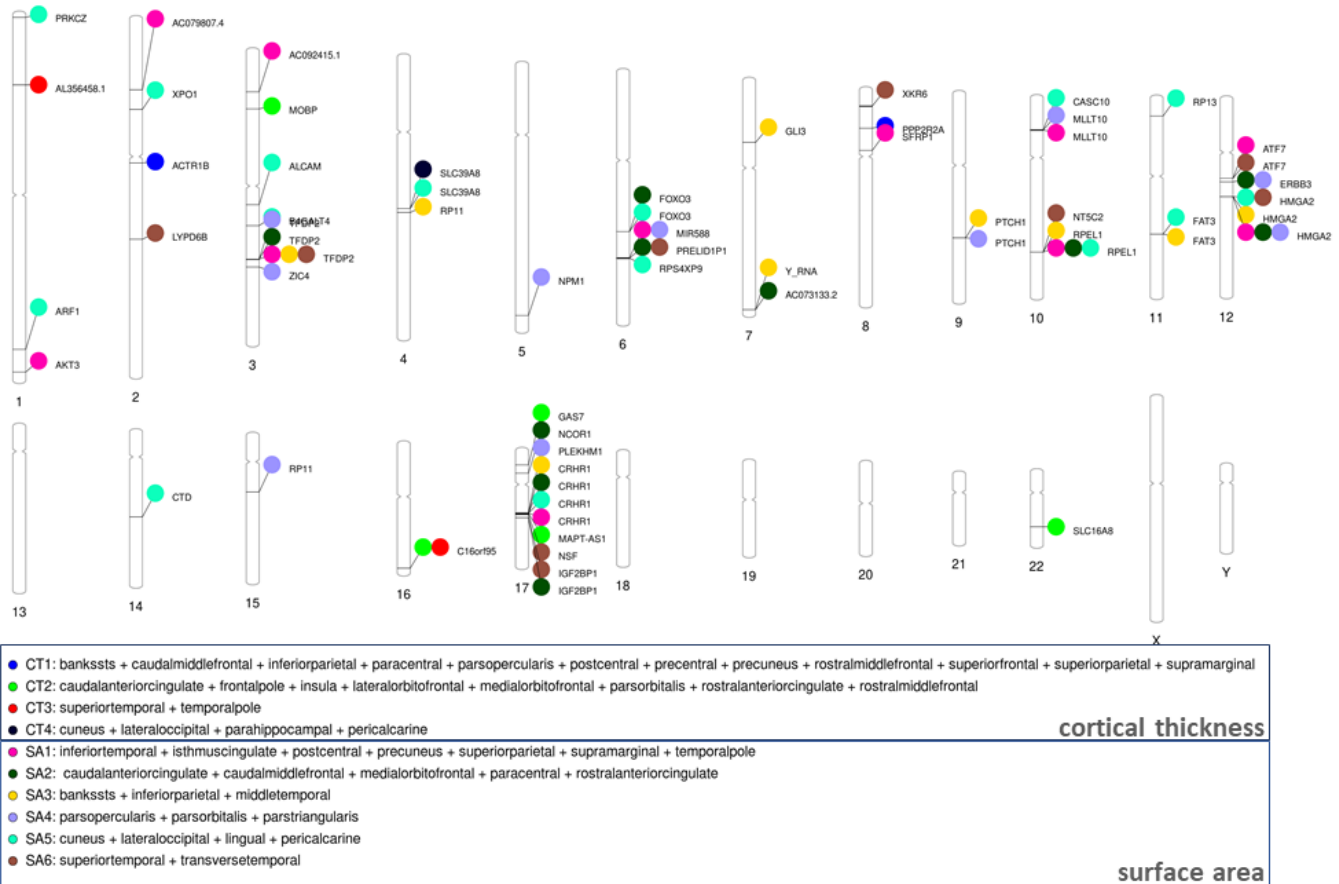 PRKCZ
AL356458.1
ARF1
AKT3
1
AC079807.4
XPO1
ACTR1B
LYPD6B
2
AC092415.1
MOBP
ALCAM
B4GALT4
TFDP2
TFDP2
TFDP2
ZIC4
3
SLC39A8
SLC39A8
RP11
4
NPM1
5
FOXO3
FOXO3
MIR588
PRELID1P1
RPS4XP9
6
GLI3
Y_RNA
AC073133.2
7
XKR6
PPP2R2A
SFRP1
8
PTCH1
PTCH1
9
CASC10
MLLT10
MLLT10
NT5C2
RPEL1
RPEL1
10
RP13
FAT3
FAT3
11
ATF7
ATF7
ERBB3
HMGA2
HMGA2
HMGA2
12
13
CTD
14
RP11
15
C16orf95
16
GAS7
NCOR1
PLEKHM1
CRHR1
CRHR1
CRHR1
CRHR1
MAPT-AS1
NSF
IGF2BP1
IGF2BP1
17
18
19
20
21
SLC16A8
22
X
Y
CT1: bankssts + caudalmiddlefrontal + inferiorparietal + paracentral + parsopercularis + postcentral + precentral + precuneus + rostralmiddlefrontal + superiorfrontal + superiorparietal + supramarginal
CT2: caudalanteriorcingulate + frontalpole + insula + lateralorbitofrontal + medialorbitofrontal + parsorbitalis + rostralanteriorcingulate + rostralmiddlefrontal
CT3: superiortemporal + temporalpole
CT4: cuneus + lateraloccipital + parahippocampal + pericalcarine
cortical thickness
SA1: inferiortemporal + isthmuscingulate + postcentral + precuneus + superiorparietal + supramarginal + temporalpole
SA2: caudalanteriorcingulate + caudalmiddlefrontal + medialorbitofrontal + paracentral + rostralanteriorcingulate
SA3: bankssts + inferiorparietal + middletemporal
SA4: parsopercularis + parsorbitalis + parstriangularis
SA5: cuneus + lateraloccipital + lingual + pericalcarine
SA6: superiortemporal + transversetemporal
surface area